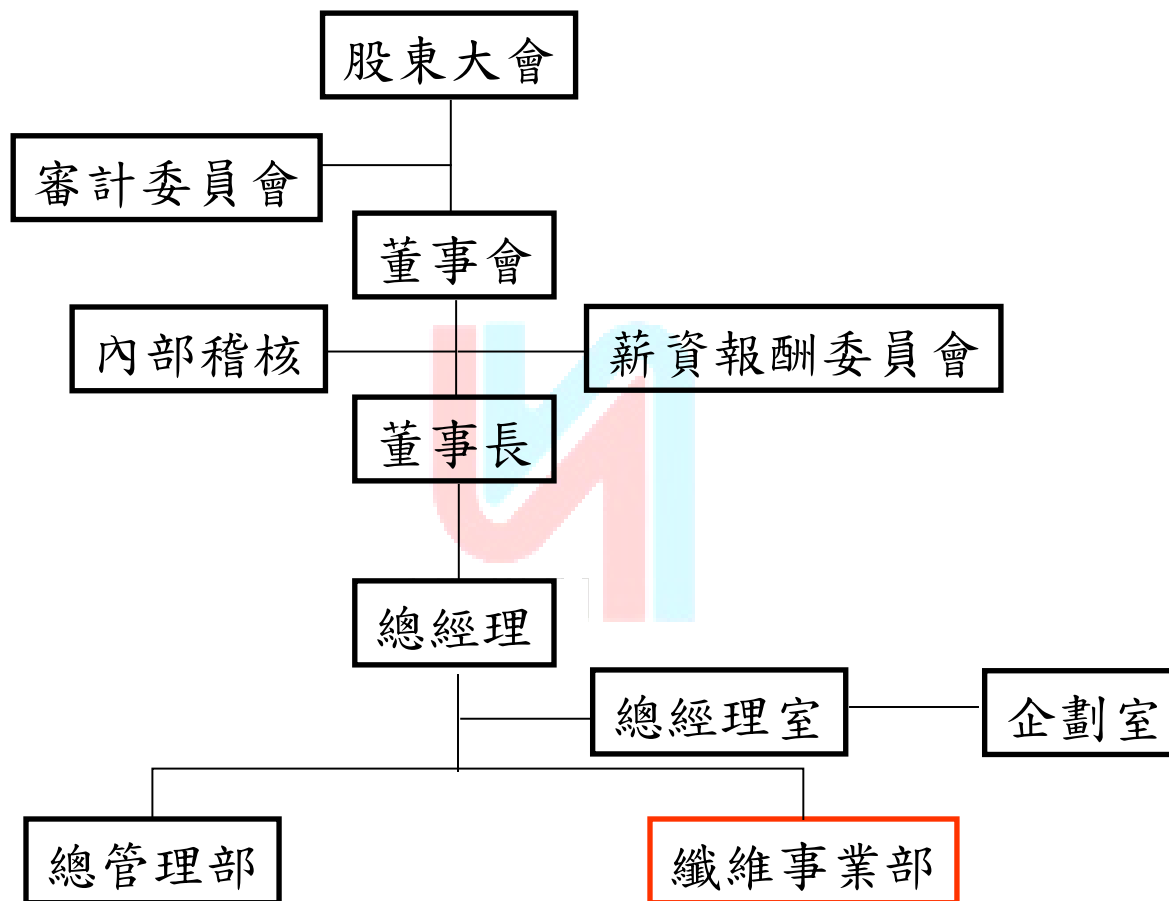 股東大會
審計委員會
董事會
內部稽核
薪資報酬委員會
董事長
總經理
總經理室
企劃室
總管理部
纖維事業部